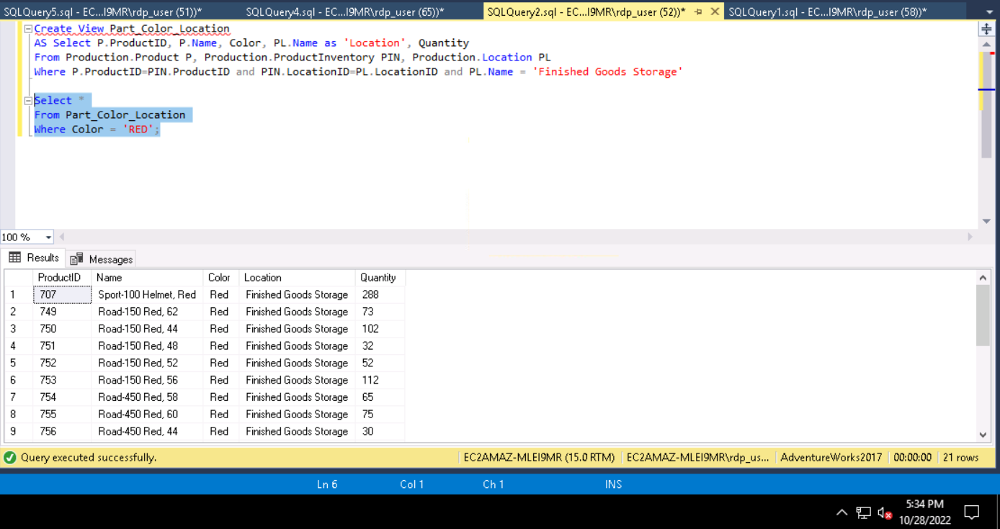 SQLQuery5.sql - EC...I9MR\rdp_user (51))* SQLQuery4.sql - EC...I9MR\rdp_user (65))* SQLQuery2.sql - EC...I9MR\rdp_user (52))* SQLQuery1.sql - EC...I9MR\rdp_user (58))*
Create View Part_Color_Location
AS Select P.ProductID, P.Name, Color, PL.Name as 'Location', Quantity
From Production.Product P, Production.ProductInventory PIN, Production.Location PL
Where P.ProductID=PIN.ProductID and PIN.LocationID=PL.LocationID and PL.Name = 'Finished Goods Storage'
Select *
From Part_Color_Location
Where Color = 'RED';
100 %
Results Messages
ProductID Name Color Location Quantity
1 707 Sport-100 Helmet, Red Red Finished Goods Storage 288
2 749 Road-150 Red, 62 Red Finished Goods Storage 73
3 750 Road-150 Red, 44 Red Finished Goods Storage 102
4 751 Road-150 Red, 48 Red Finished Goods Storage 32
5 752 Road-150 Red, 52 Red Finished Goods Storage 52
6 753 Road-150 Red, 56 Red Finished Goods Storage 112
7 754 Road-450 Red, 58 Red Finished Goods Storage 65
8 755 Road-450 Red, 60 Red Finished Goods Storage 75
9 756 Road-450 Red, 44 Red Finished Goods Storage 30
Query executed successfully. EC2AMAZ-MLEI9MR (15.0 RTM) EC2AMAZ-MLEI9MR\rdp_us... AdventureWorks2017 00:00:00 21 rows
Ln 6 Col 1 Ch 1 INS
5:34 PM
10/28/2022